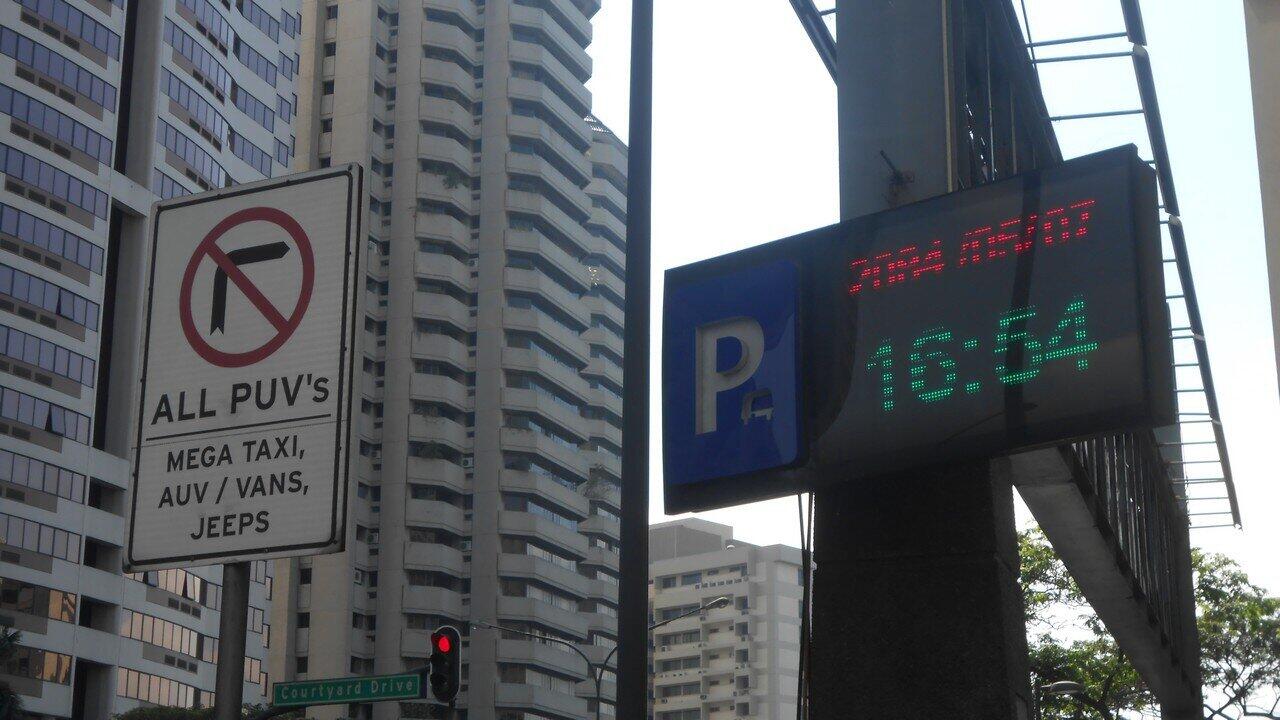 ALL PUV's
MEGA TAXI,
AUV / VANS,
JEEPS
Courtyard Drive
P
16:54